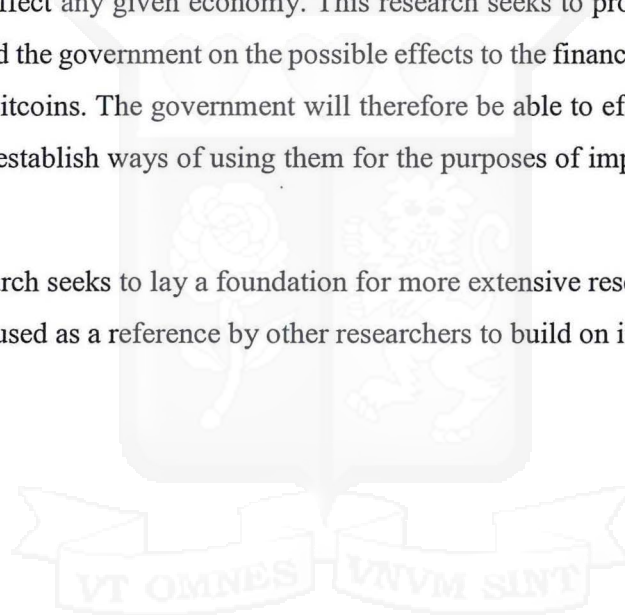 ffect any given economy. This research seeks to pro
d the government on the possible effects to the financ
itcoins. The government will therefore be able to ef
establish ways of using them for the purposes of imp
rch seeks to lay a foundation for more extensive rese
used as a reference by other researchers to build on i
VT OMNES VNVM SINT